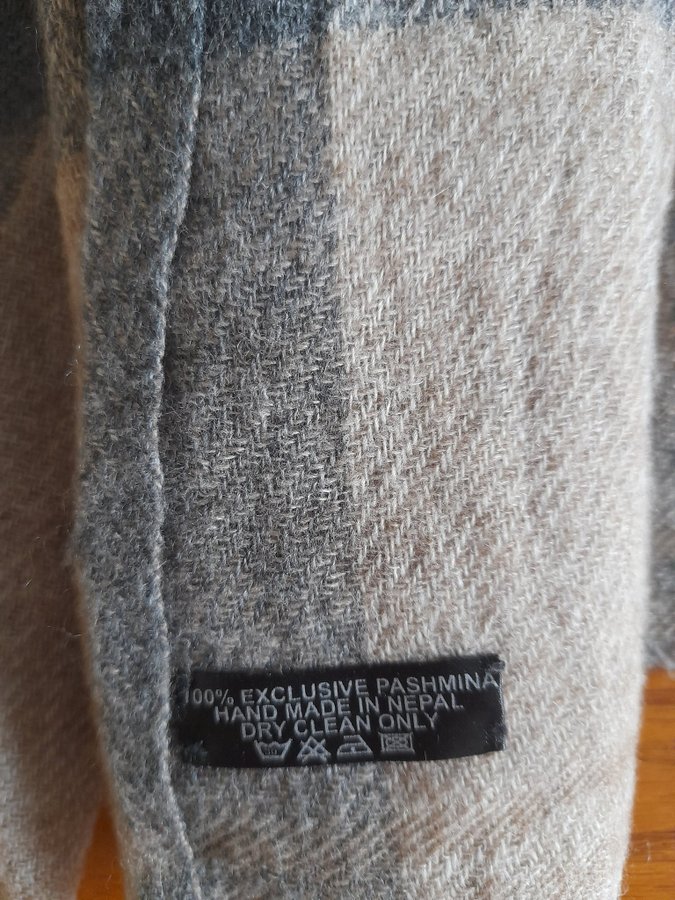 100% EXCLUSIVE PASHMINA
HAND MADE IN NEPAL
DRY CLEAN ONLY